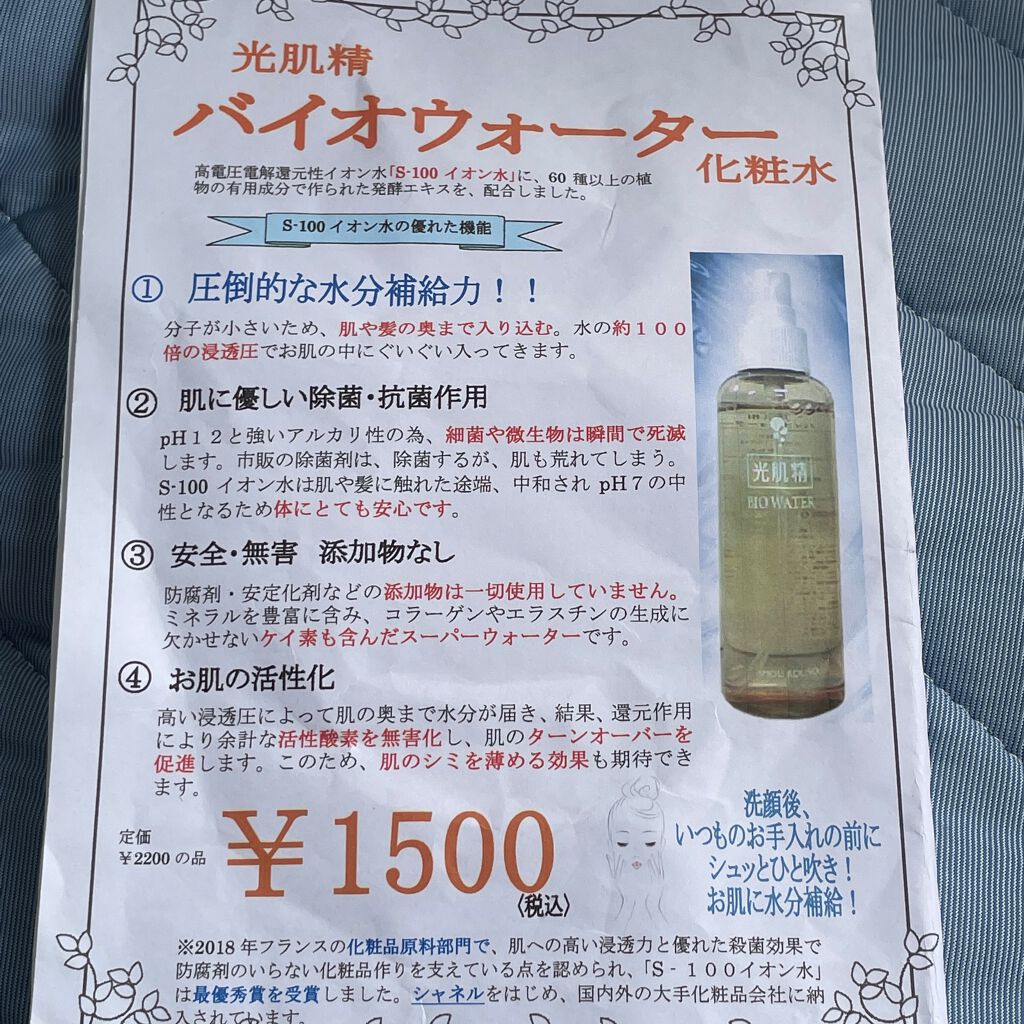 光肌精
バイオウォーター
化粧水
高電圧電解還元性イオン水「S-100 イオン水」に、60 種以上の植
物の有用成分で作られた発酵エキスを、配合しました。
S-100 イオン水の優れた機能
① 圧倒的な水分補給力！！
分子が小さいため、肌や髪の奥まで入り込む。水の約１００
倍の浸透圧でお肌の中にぐいぐい入ってきます。
② 肌に優しい除菌・抗菌作用
pH１２と強いアルカリ性の為、細菌や微生物は瞬間で死滅
します。市販の除菌剤は、除菌するが、肌も荒れてしまう。
S-100 イオン水は肌や髪に触れた途端、中和され pH７の中
性となるため体にとても安心です。
③ 安全・無害 添加物なし
防腐剤・安定化剤などの添加物は一切使用していません。
ミネラルを豊富に含み、コラーゲンやエラスチンの生成に
欠かせないケイ素も含んだスーパーウォーターです。
④ お肌の活性化
高い浸透圧によって肌の奥まで水分が届き、結果、還元作用
により余計な活性酸素を無害化し、肌のターンオーバーを
促進します。このため、肌のシミを薄める効果も期待でき
ます。
光肌精
BIO WATER
定価
￥2200 の品
￥1500
〈税込〉
洗顔後、
いつものお手入れの前に
シュッとひと吹き！
お肌に水分補給！
※2018 年フランスの化粧品原料部門で、肌への高い浸透力と優れた殺菌効果で
防腐剤のいらない化粧品作りを支えている点を認められ、「S‐１００イオン水」
は最優秀賞を受賞しました。シャネルをはじめ、国内外の大手化粧品会社に納
入されています。